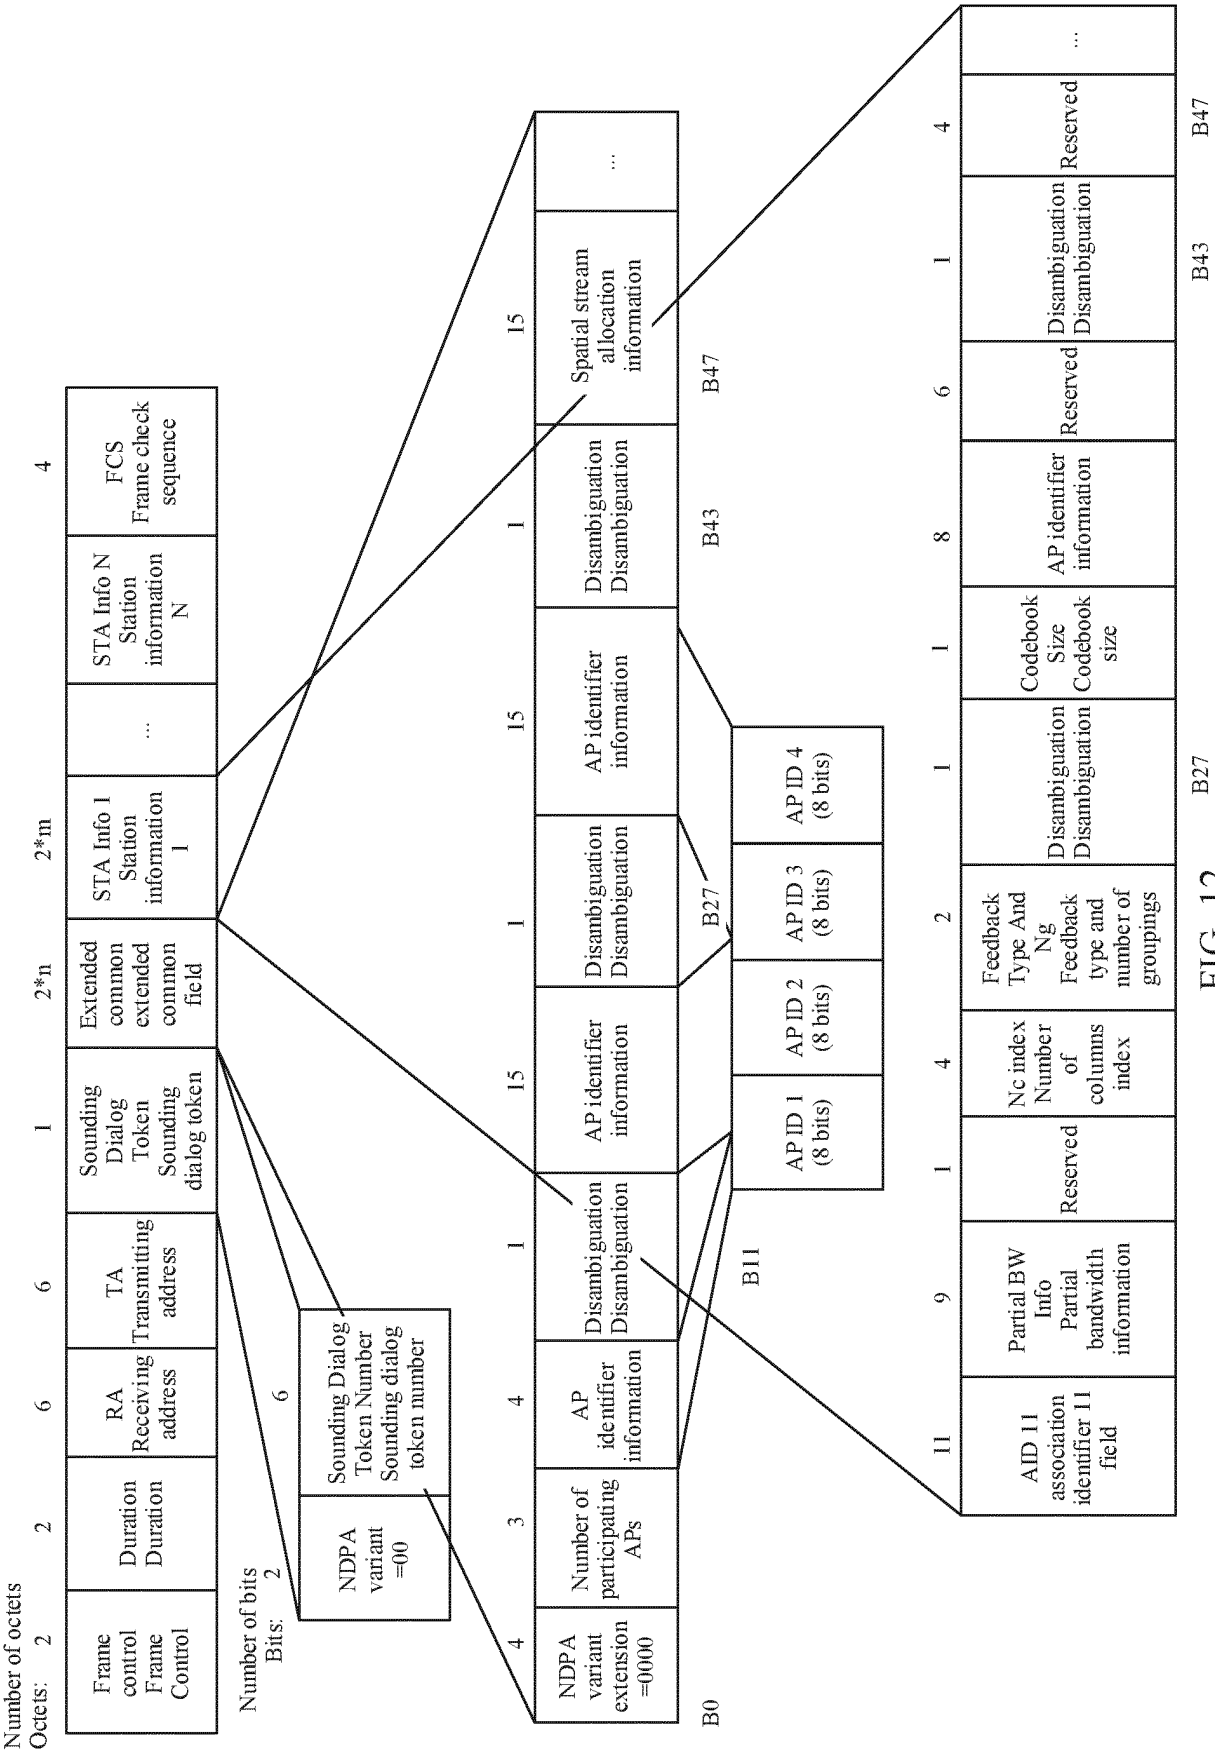 Number of octets
Octets:
2
2
6
6
1
2*n
2*m
4
Frame
control
Frame
Control
Duration
Duration
RA
Receiving
address
TA
Transmitting
address
Sounding
Dialog
Token
Sounding
dialog token
Extended
common
extended
common
field
STA Info 1
Station
information
1
...
STA Info N
Station
information
N
FCS
Frame check
sequence
Number of bits
Bits:
2
6
NDPA
variant
=00
Sounding Dialog
Token Number
Sounding dialog
token number
4
3
4
1
15
1
15
1
15
NDPA
variant
extension
=0000
Number of
participating
APs
AP
identifier
information
Disambiguation
Disambiguation
AP identifier
information
Disambiguation
Disambiguation
AP identifier
information
Disambiguation
Disambiguation
Spatial stream
allocation
information
...
B0
B11
B27
B43
B47
AP ID 1
(8 bits)
AP ID 2
(8 bits)
AP ID 3
(8 bits)
AP ID 4
(8 bits)
11
9
1
4
2
1
1
8
6
1
4
AID 11
association
identifier 11
field
Partial BW
Info
Partial
bandwidth
information
Reserved
Nc index
Number
of
columns
index
Feedback
Type And
Ng
Feedback
type and
number of
groupings
Disambiguation
Disambiguation
Codebook
Size
Codebook
size
AP identifier
information
Reserved
Disambiguation
Disambiguation
Reserved
...
B27
B43
B47
FIG. 12